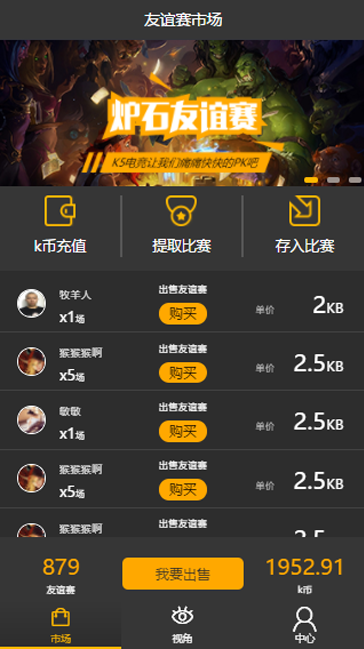 友谊赛市场
炉石友谊赛
K5电竞让我们痛痛快快的PK吧
k币充值 提取比赛 存入比赛
牧羊人 出售友谊赛
x1场 购买 单价 2KB
猴猴猴啊 出售友谊赛
x5场 购买 单价 2.5KB
敏敏 出售友谊赛
x1场 购买 单价 2.5KB
猴猴猴啊 出售友谊赛
x5场 购买 单价 2.5KB
猴猴猴啊 出售友谊赛
879 我要出售 1952.91
友谊赛 k币
市场 视角 中心